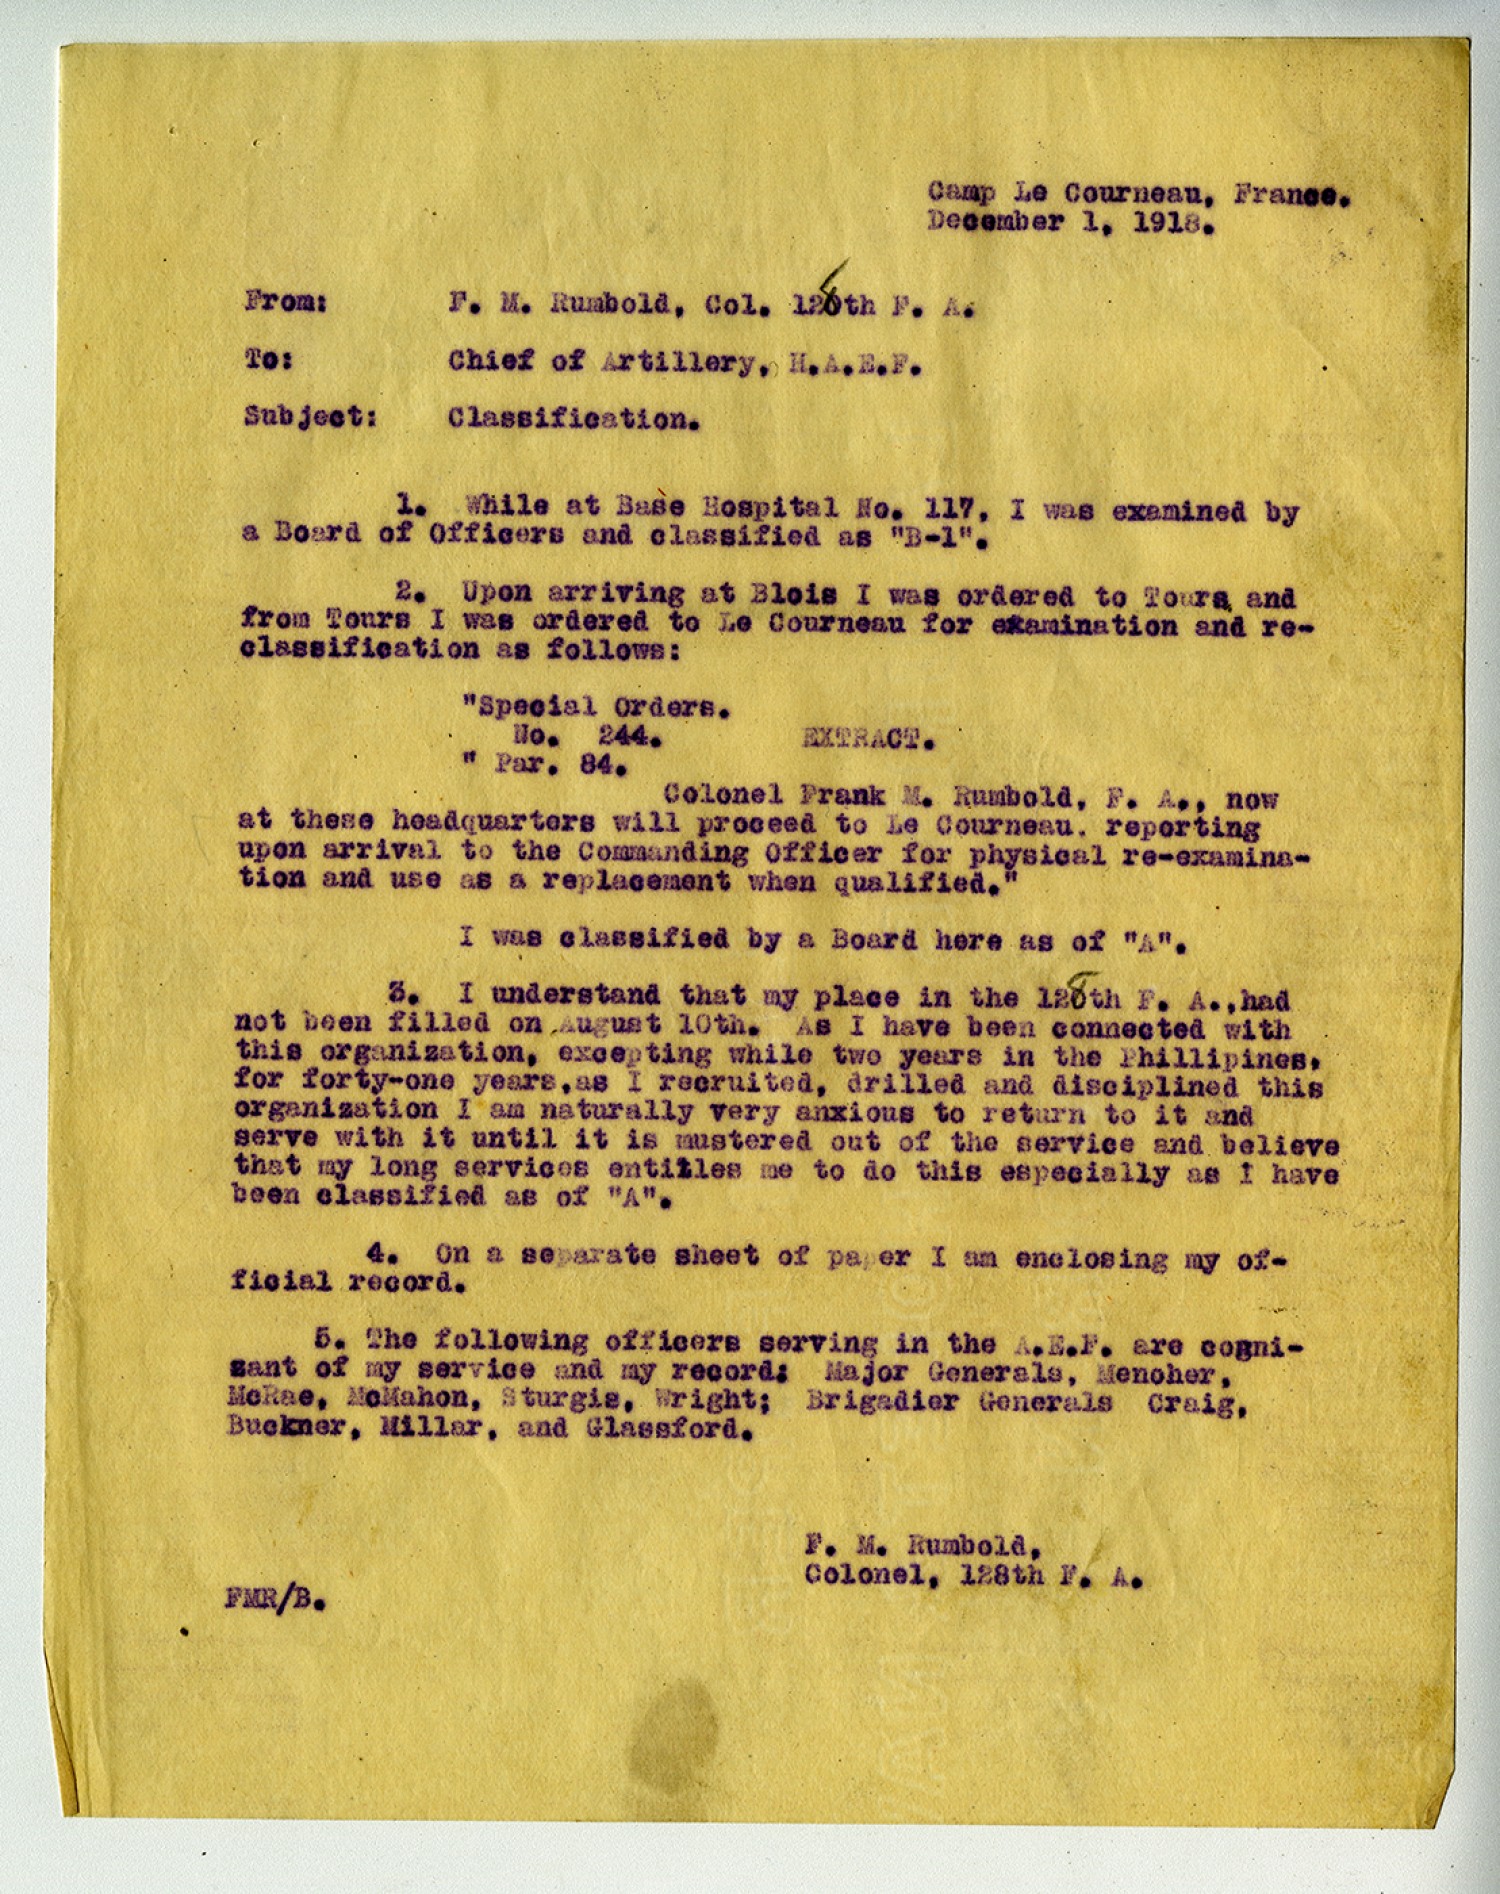 Camp Le Courneau, France.
December 1, 1918.
From: F. M. Rumbold, Col. 128th F. A.
To: Chief of Artillery, H.A.E.F.
Subject: Classification.
1. While at Base Hospital No. 117, I was examined by
a Board of Officers and classified as "B-1".
2. Upon arriving at Blois I was ordered to Tours and
from Tours I was ordered to Le Courneau for examination and re-
classification as follows:
"Special Orders.
No. 244. EXTRACT.
" Par. 84.
Colonel Frank M. Rumbold, F. A., now
at these headquarters will proceed to Le Courneau. reporting
upon arrival to the Commanding Officer for physical re-examina-
tion and use as a replacement when qualified."
I was classified by a Board here as of "A".
3. I understand that my place in the 128th F. A.,had
not been filled on August 10th. As I have been connected with
this organization, excepting while two years in the Phillipines,
for forty-one years,as I recruited, drilled and disciplined this
organization I am naturally very anxious to return to it and
serve with it until it is mustered out of the service and believe
that my long services entitles me to do this especially as I have
been classified as of "A".
4. On a separate sheet of paper I am enclosing my of-
ficial record.
5. The following officers serving in the A.E.F. are cogni-
zant of my service and my record: Major Generals, Menoher,
McRae, McMahon, Sturgis, Wright; Brigadier Generals Craig,
Buckner, Millar, and Glassford.
F. M. Rumbold,
Colonel, 128th F. A.
FMR/B.